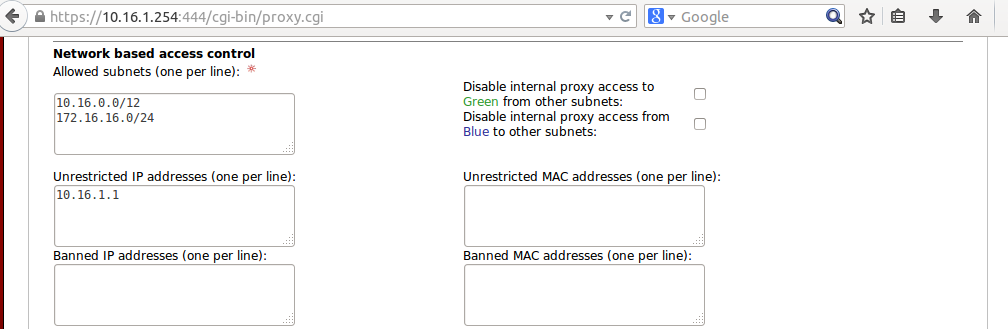 https://10.16.1.254:444/cgi-bin/proxy.cgi
Google
Network based access control
Allowed subnets (one per line):
10.16.0.0/12
172.16.16.0/24
Disable internal proxy access to
Green from other subnets:
Disable internal proxy access from
Blue to other subnets:
Unrestricted IP addresses (one per line):
10.16.1.1
Unrestricted MAC addresses (one per line):
Banned IP addresses (one per line):
Banned MAC addresses (one per line):